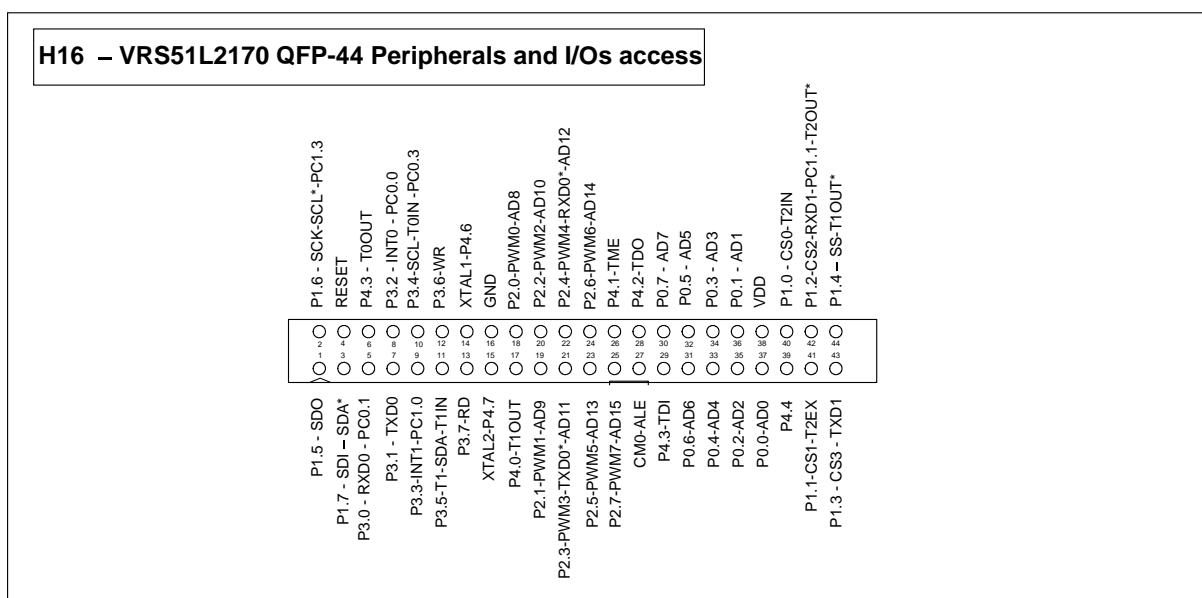 H16 – VRS51L2170 QFP-44 Peripherals and I/Os access
P1.6 - SCK-SCL*-PC1.3
RESET
P4.3 - T0OUT
P3.2 - INT0 - PC0.0
P3.4-SCL-T0IN -PC0.3
P3.6-WR
XTAL1-P4.6
GND
P2.0-PWM0-AD8
P2.2-PWM2-AD10
P2.4-PWM4-RXD0*-AD12
P2.6-PWM6-AD14
P4.1-TME
P4.2-TDO
P0.7 - AD7
P0.5 - AD5
P0.3 - AD3
P0.1 - AD1
VDD
P1.0 - CS0-T2IN
P1.2-CS2-RXD1-PC1.1-T2OUT*
P1.4 – SS-T1OUT*
2 4 6 8 10 12 14 16 18 20 22 24 26 28 30 32 34 36 38 40 42 44
1 3 5 7 9 11 13 15 17 19 21 23 25 27 29 31 33 35 37 39 41 43
P1.5 - SDO
P1.7 - SDI – SDA*
P3.0 - RXD0 - PC0.1
P3.1 - TXD0
P3.3-INT1-PC1.0
P3.5-T1-SDA-T1IN
P3.7-RD
XTAL2-P4.7
P4.0-T1OUT
P2.1-PWM1-AD9
P2.3-PWM3-TXD0*-AD11
P2.5-PWM5-AD13
P2.7-PWM7-AD15
CM0-ALE
P4.3-TDI
P0.6-AD6
P0.4-AD4
P0.2-AD2
P0.0-AD0
P4.4
P1.1-CS1-T2EX
P1.3 - CS3 - TXD1